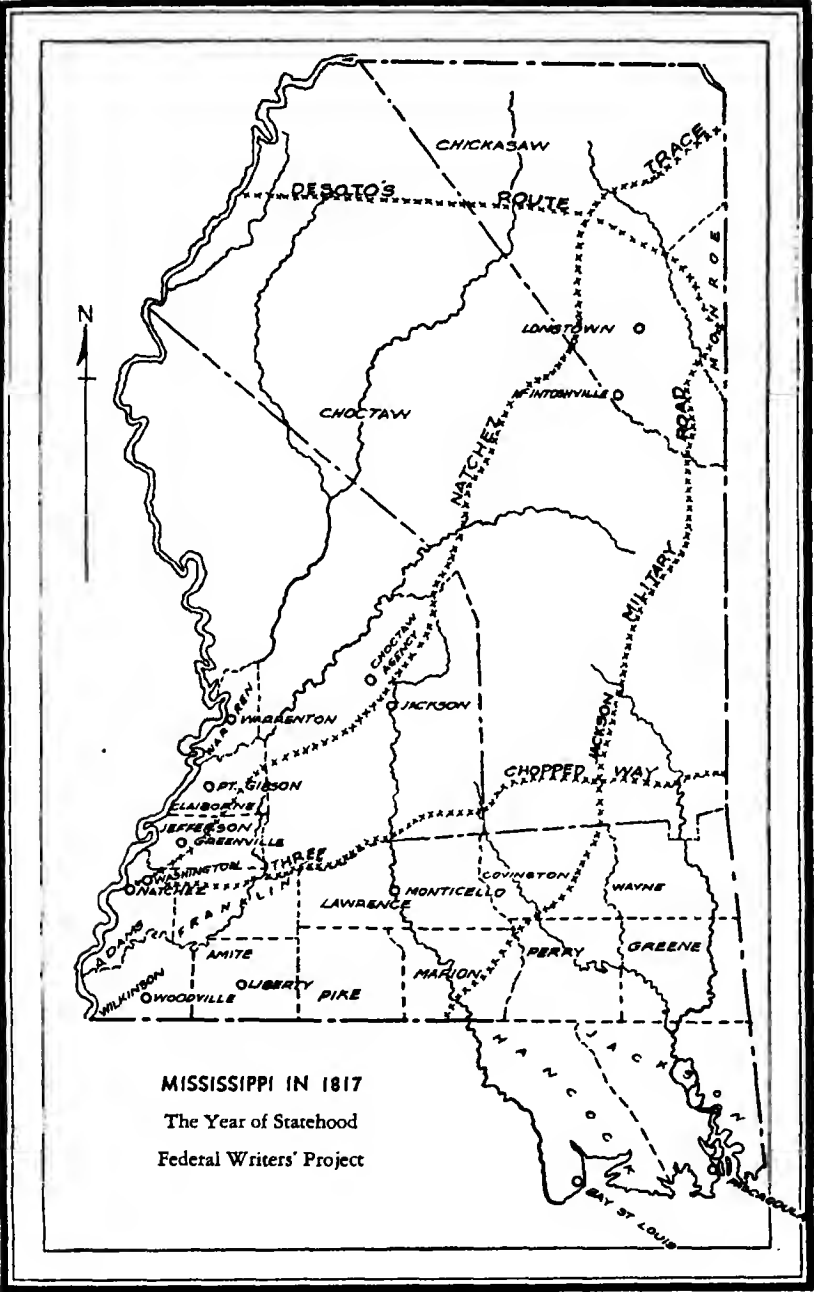 CHICKASAW
TRACE
DESOTO'S ROUTE
MONROE
N
LONSTOWN
McINTOSHVILLE
CHOCTAW
ROAD
NATCHEZ
MILITARY
CHOCTAW
AGENCY
WARREN
WARRENTON
JACKSON
JACKSON
CHOPPED WAY
PT. GIBSON
CLAIBORNE
JEFFERSON
GREENVILLE
WASHINGTON
THREE
NATCHEZ
FRANKLIN
COVINGTON
WAYNE
LAWRENCE
MONTICELLO
ADAMS
AMITE
MARION
PERRY
GREENE
WILKINSON
WOODVILLE
LIBERTY
PIKE
HANCOCK
JACKSON
MISSISSIPPI IN 1817
The Year of Statehood
Federal Writers' Project
PASCAGOULA
BAY ST LOUIS